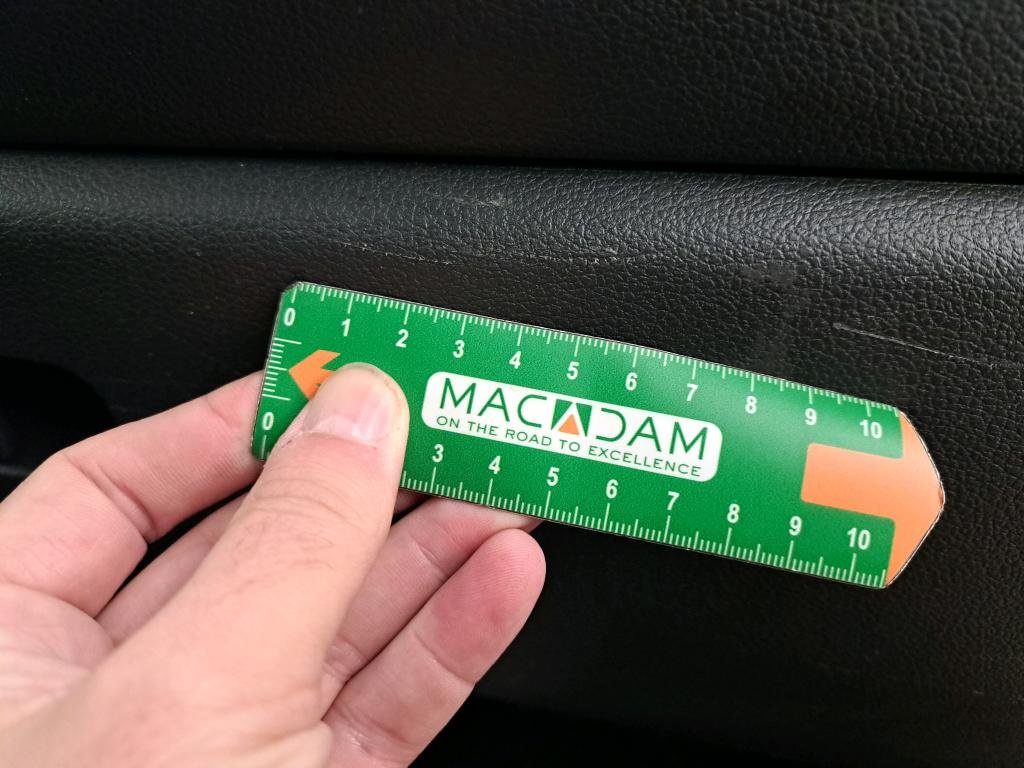 0 1 2 3 4 5 6 7 8 9 10
MACADAM
ON THE ROAD TO EXCELLENCE
0 3 4 5 6 7 8 9 10